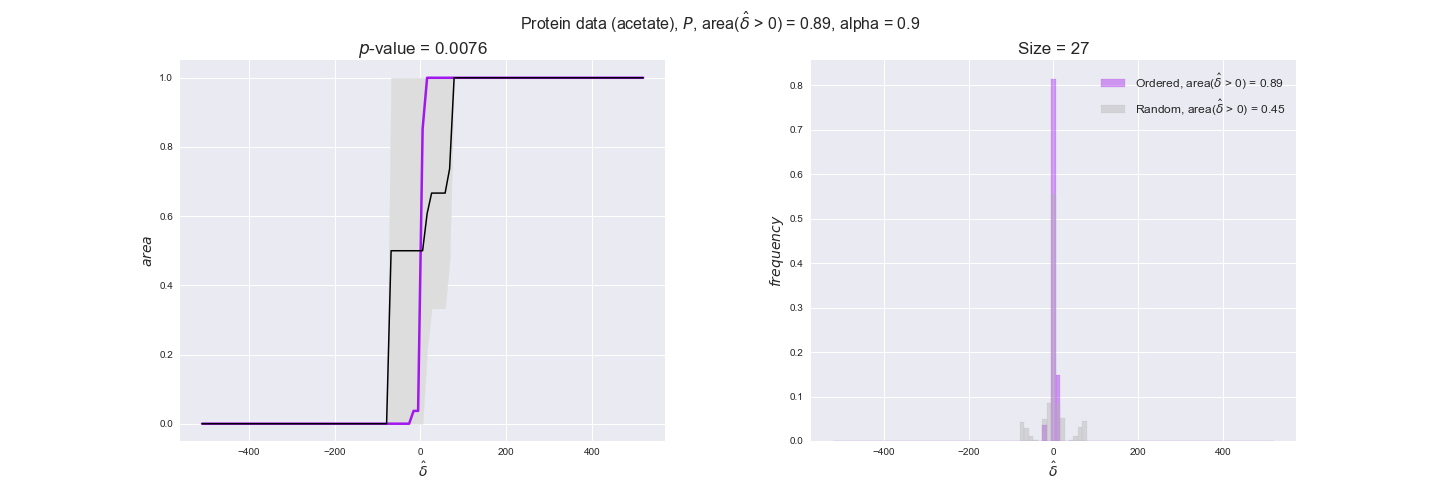 Protein data (acetate), P, area(δ̂ > 0) = 0.89, alpha = 0.9
p-value = 0.0076
area
1.0
0.8
0.6
0.4
0.2
0.0
−400 −200 0 200 400
δ̂
Size = 27
Ordered, area(δ̂ > 0) = 0.89
Random, area(δ̂ > 0) = 0.45
frequency
0.8
0.7
0.6
0.5
0.4
0.3
0.2
0.1
0.0
−400 −200 0 200 400
δ̂